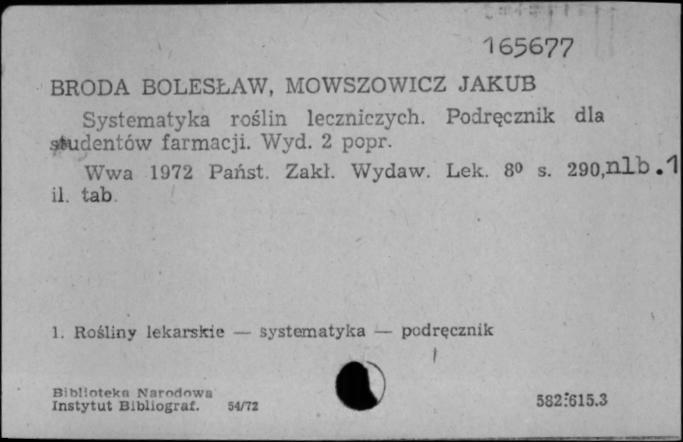 165677
BRODA BOLESŁAW, MOWSZOWICZ JAKUB
Systematyka roślin leczniczych. Podręcznik dla
studentów farmacji. Wyd. 2 popr.
Wwa 1972 Państ. Zakł. Wydaw. Lek. 8⁰ s. 290,nlb.1
il. tab.
1. Rośliny lekarskie — systematyka — podręcznik
Biblioteka Narodowa
Instytut Bibliograf. 54/72
582:615.3